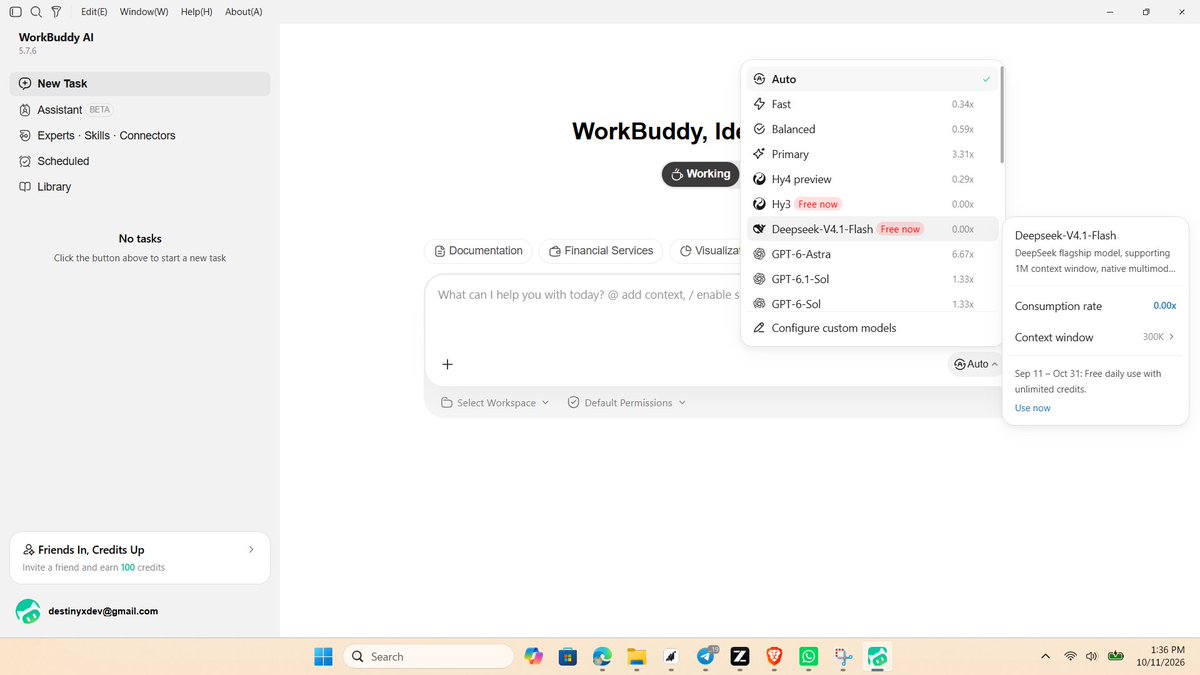 Edit(E) Window(W) Help(H) About(A)
WorkBuddy AI
5.7.6
New Task
Assistant BETA
Experts · Skills · Connectors
Scheduled
Library
No tasks
Click the button above to start a new task
Friends In, Credits Up
Invite a friend and earn 100 credits
destinyxdev@gmail.com
WorkBuddy, Ide
Working
Documentation
Financial Services
Visualizat
What can I help you with today? @ add context, / enable s
Auto
Select Workspace
Default Permissions
Auto
Fast 0.34x
Balanced 0.59x
Primary 3.31x
Hy4 preview 0.29x
Hy3 Free now 0.00x
Deepseek-V4.1-Flash Free now 0.00x
GPT-6-Astra 6.67x
GPT-6.1-Sol 1.33x
GPT-6-Sol 1.33x
Configure custom models
Deepseek-V4.1-Flash
DeepSeek flagship model, supporting
1M context window, native multimod...
Consumption rate 0.00x
Context window 300K
Sep 11 – Oct 31: Free daily use with
unlimited credits.
Use now
Search
19
1:36 PM
10/11/2026